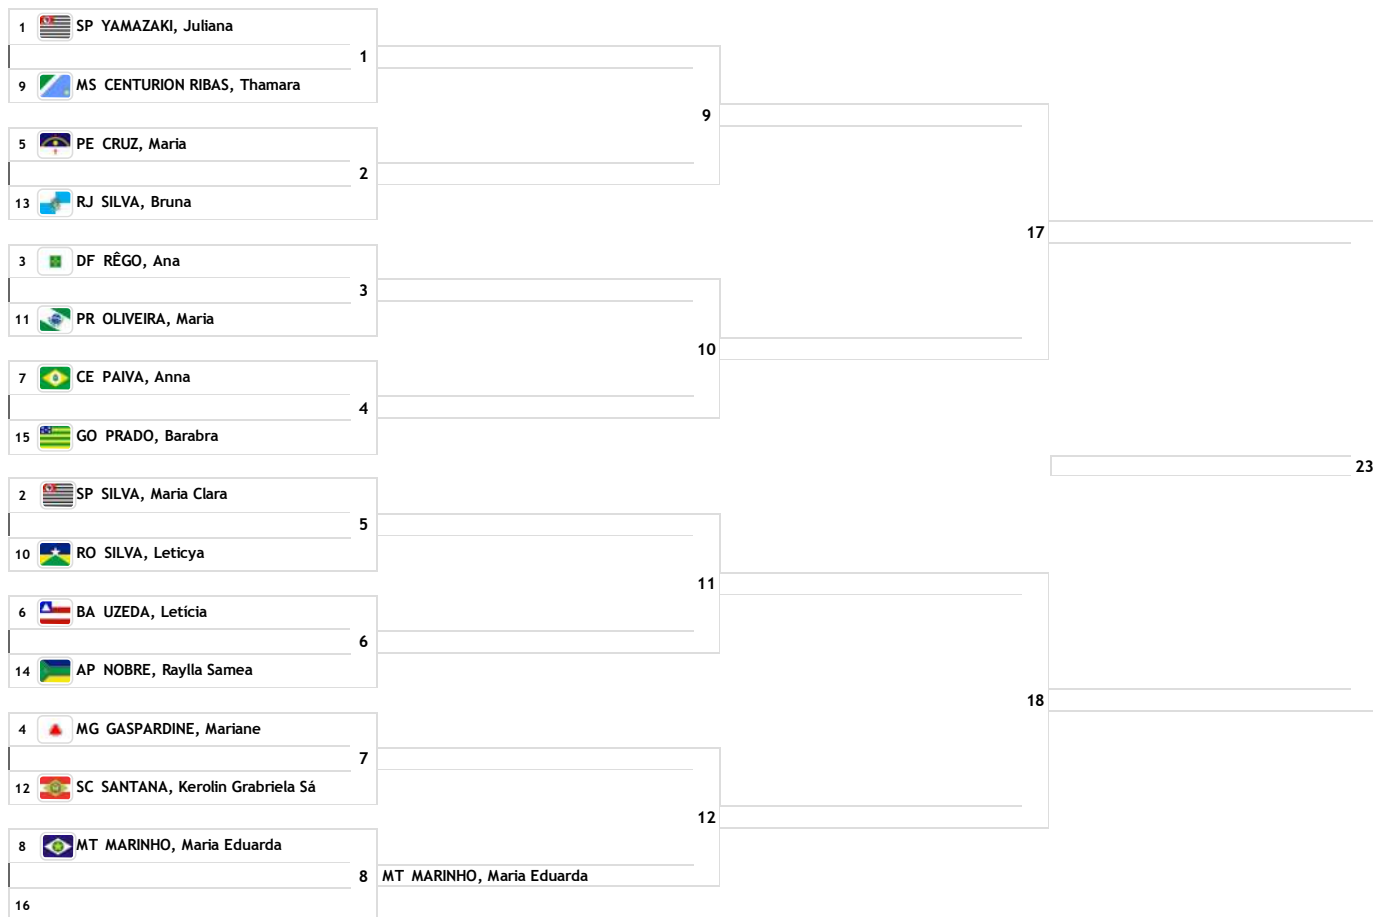 1 SP YAMAZAKI, Juliana
1
9 MS CENTURION RIBAS, Thamara
9
5 PE CRUZ, Maria
2
13 RJ SILVA, Bruna
17
3 DF RÊGO, Ana
3
11 PR OLIVEIRA, Maria
10
7 CE PAIVA, Anna
4
15 GO PRADO, Barabra
23
2 SP SILVA, Maria Clara
5
10 RO SILVA, Leticya
11
6 BA UZEDA, Letícia
6
14 AP NOBRE, Raylla Samea
18
4 MG GASPARDINE, Mariane
7
12 SC SANTANA, Kerolin Grabriela Sá
12
8 MT MARINHO, Maria Eduarda
8 MT MARINHO, Maria Eduarda
16